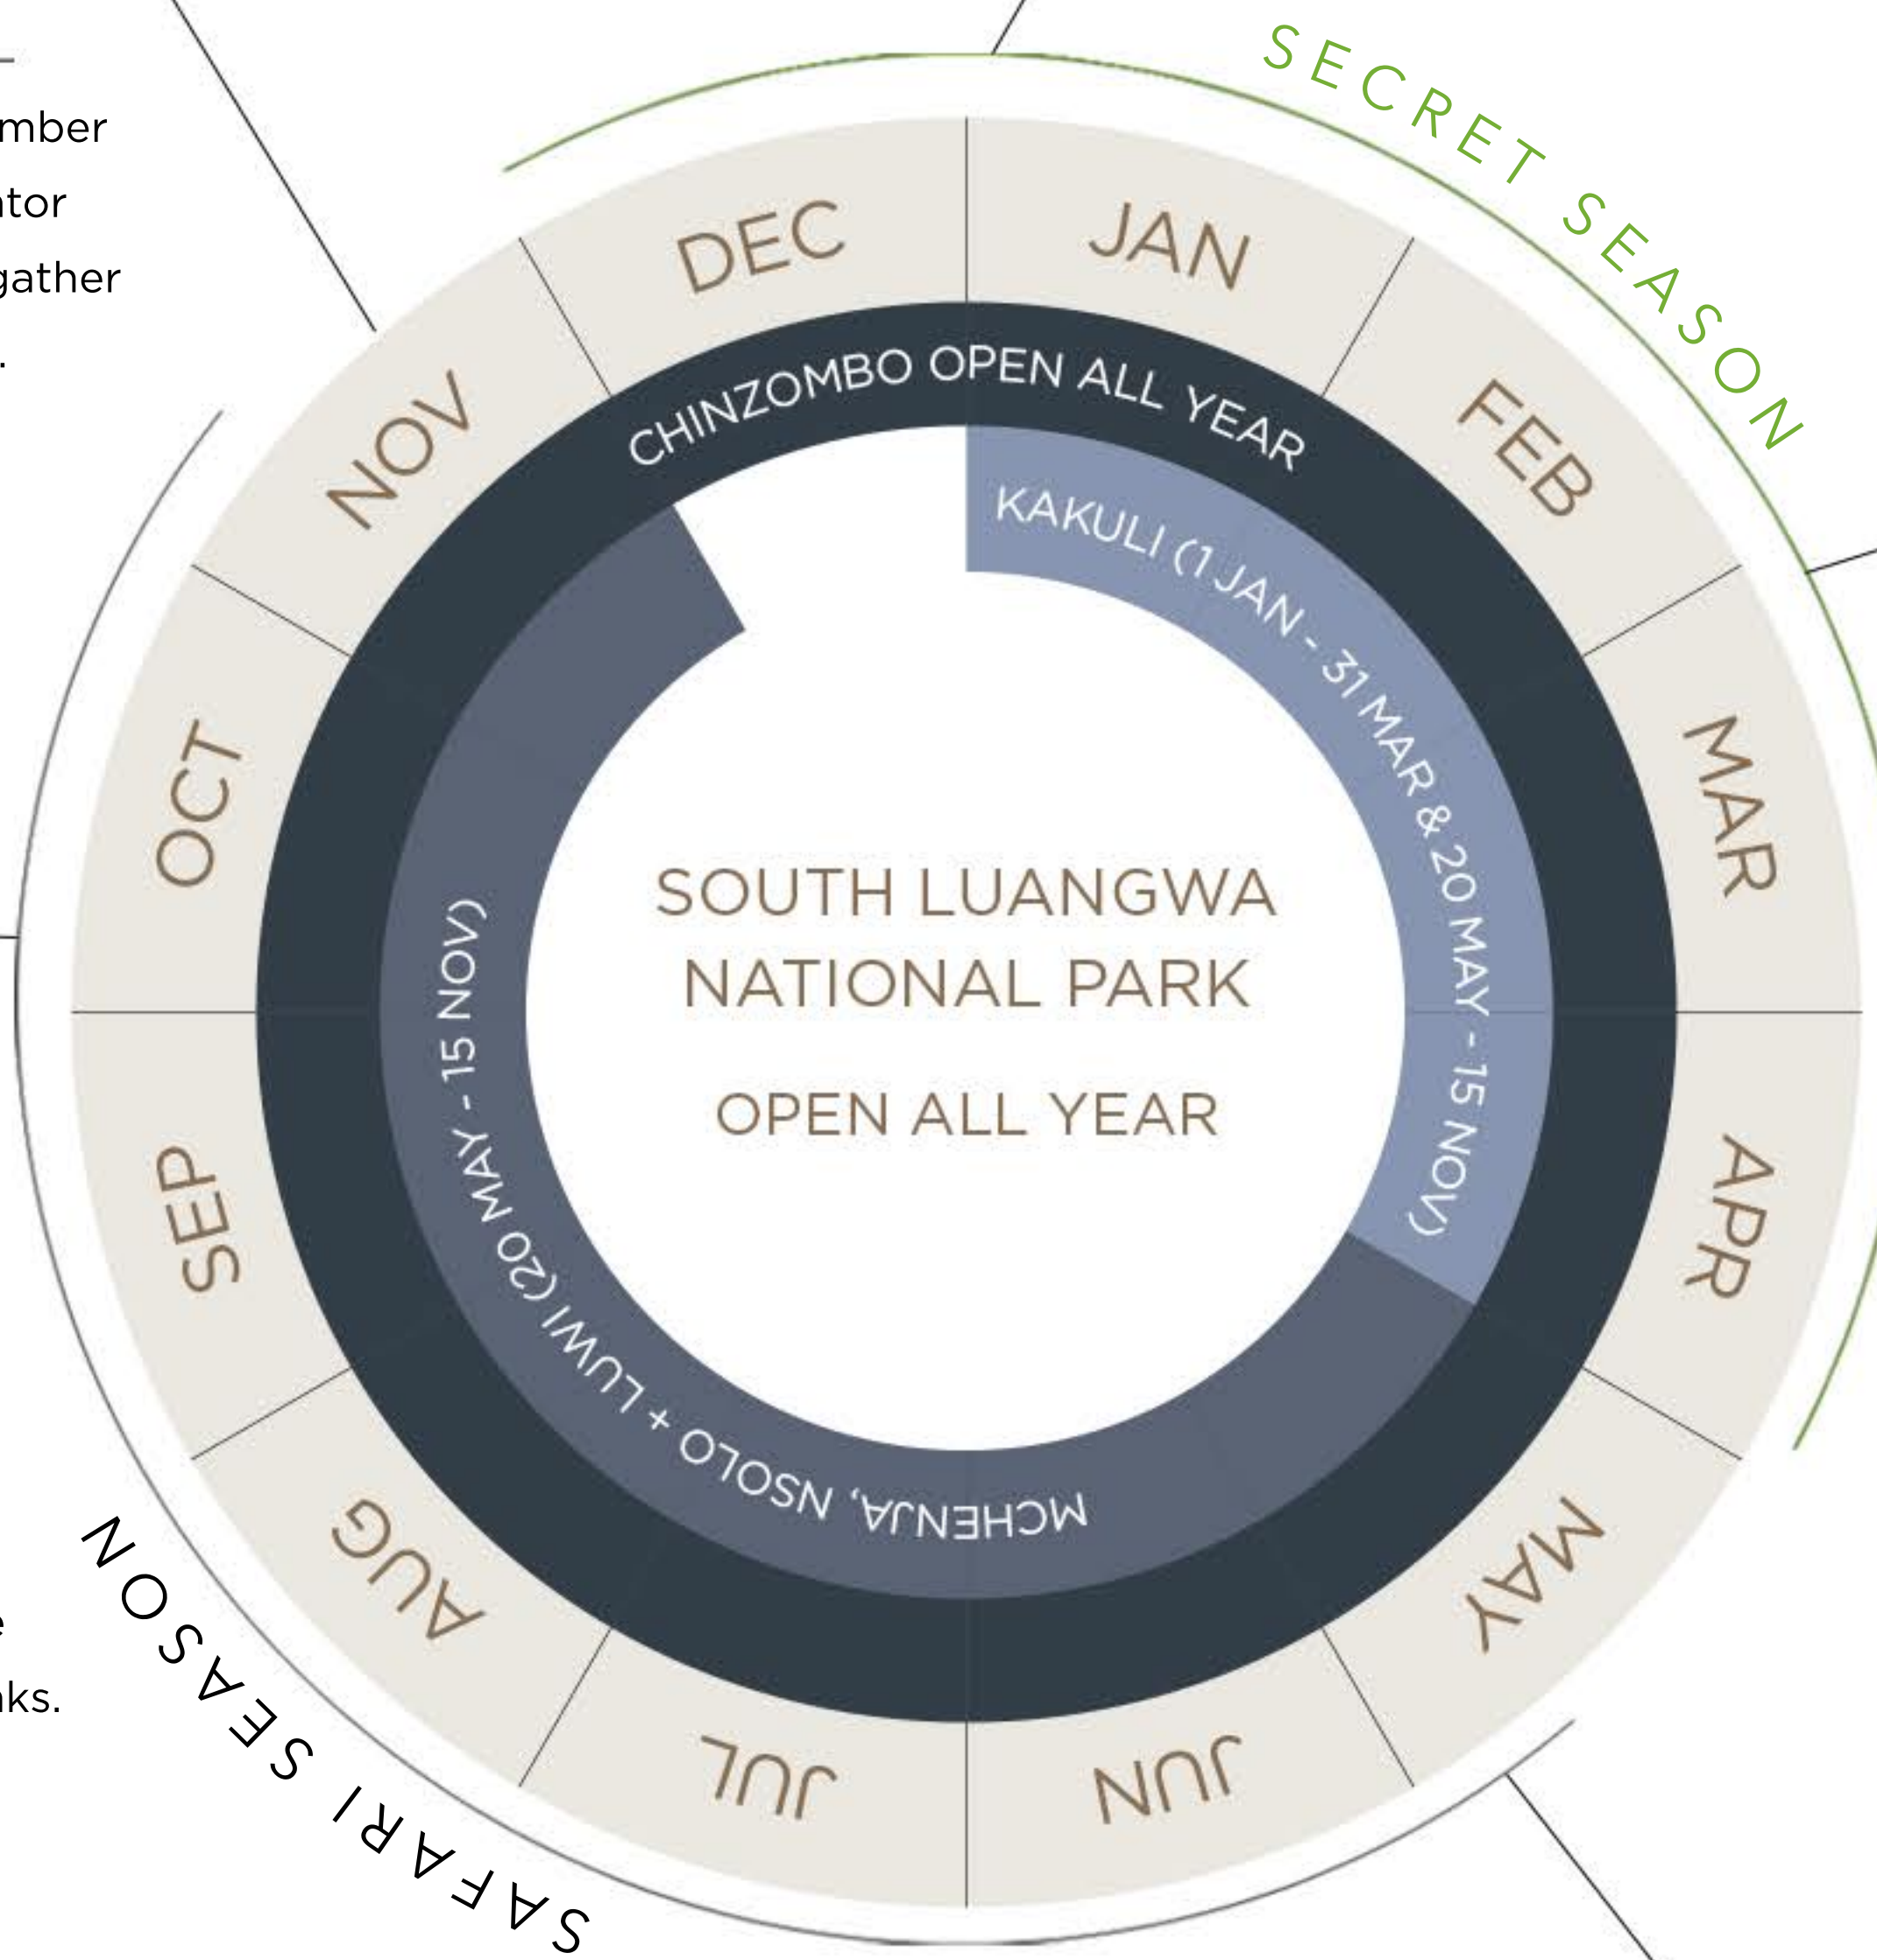 mber
ntor
gather
.
SECRET SEASON
DEC
JAN
FEB
MAR
APR
MAY
JUN
JUL
AUG
SEP
OCT
NOV
CHINZOMBO OPEN ALL YEAR
KAKULI (1 JAN - 31 MAR & 20 MAY - 15 NOV)
MCHENJA, NSOLO + LUWI (20 MAY - 15 NOV)
SOUTH LUANGWA
NATIONAL PARK
OPEN ALL YEAR
e
nks.
SAFARI SEASON